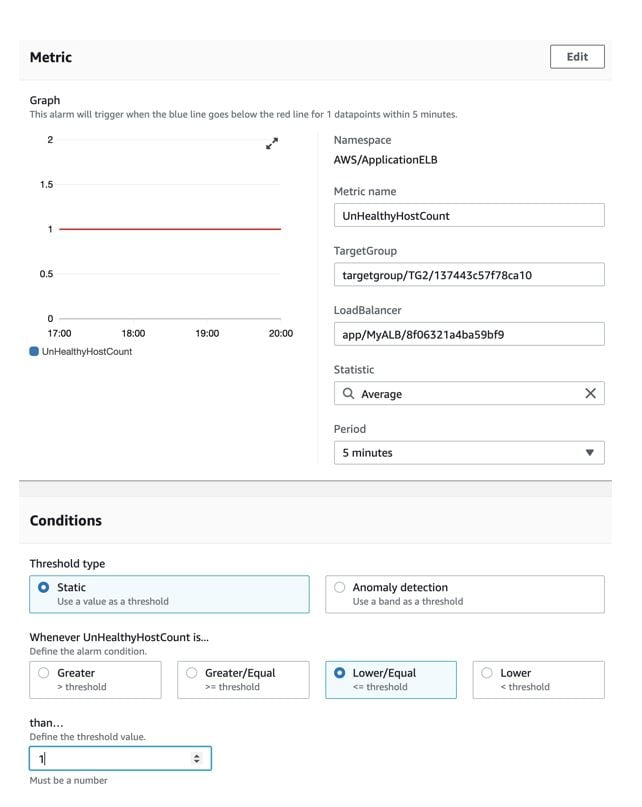 Metric
Edit
Graph
This alarm will trigger when the blue line goes below the red line for 1 datapoints within 5 minutes.
2
1.5
1
0.5
0
17:00 18:00 19:00 20:00
UnHealthyHostCount
Namespace
AWS/ApplicationELB
Metric name
UnHealthyHostCount
TargetGroup
targetgroup/TG2/137443c57f78ca10
LoadBalancer
app/MyALB/8f06321a4ba59bf9
Statistic
Average
Period
5 minutes
Conditions
Threshold type
Static
Use a value as a threshold
Anomaly detection
Use a band as a threshold
Whenever UnHealthyHostCount is...
Define the alarm condition.
Greater
> threshold
Greater/Equal
>= threshold
Lower/Equal
<= threshold
Lower
< threshold
than...
Define the threshold value.
1
Must be a number